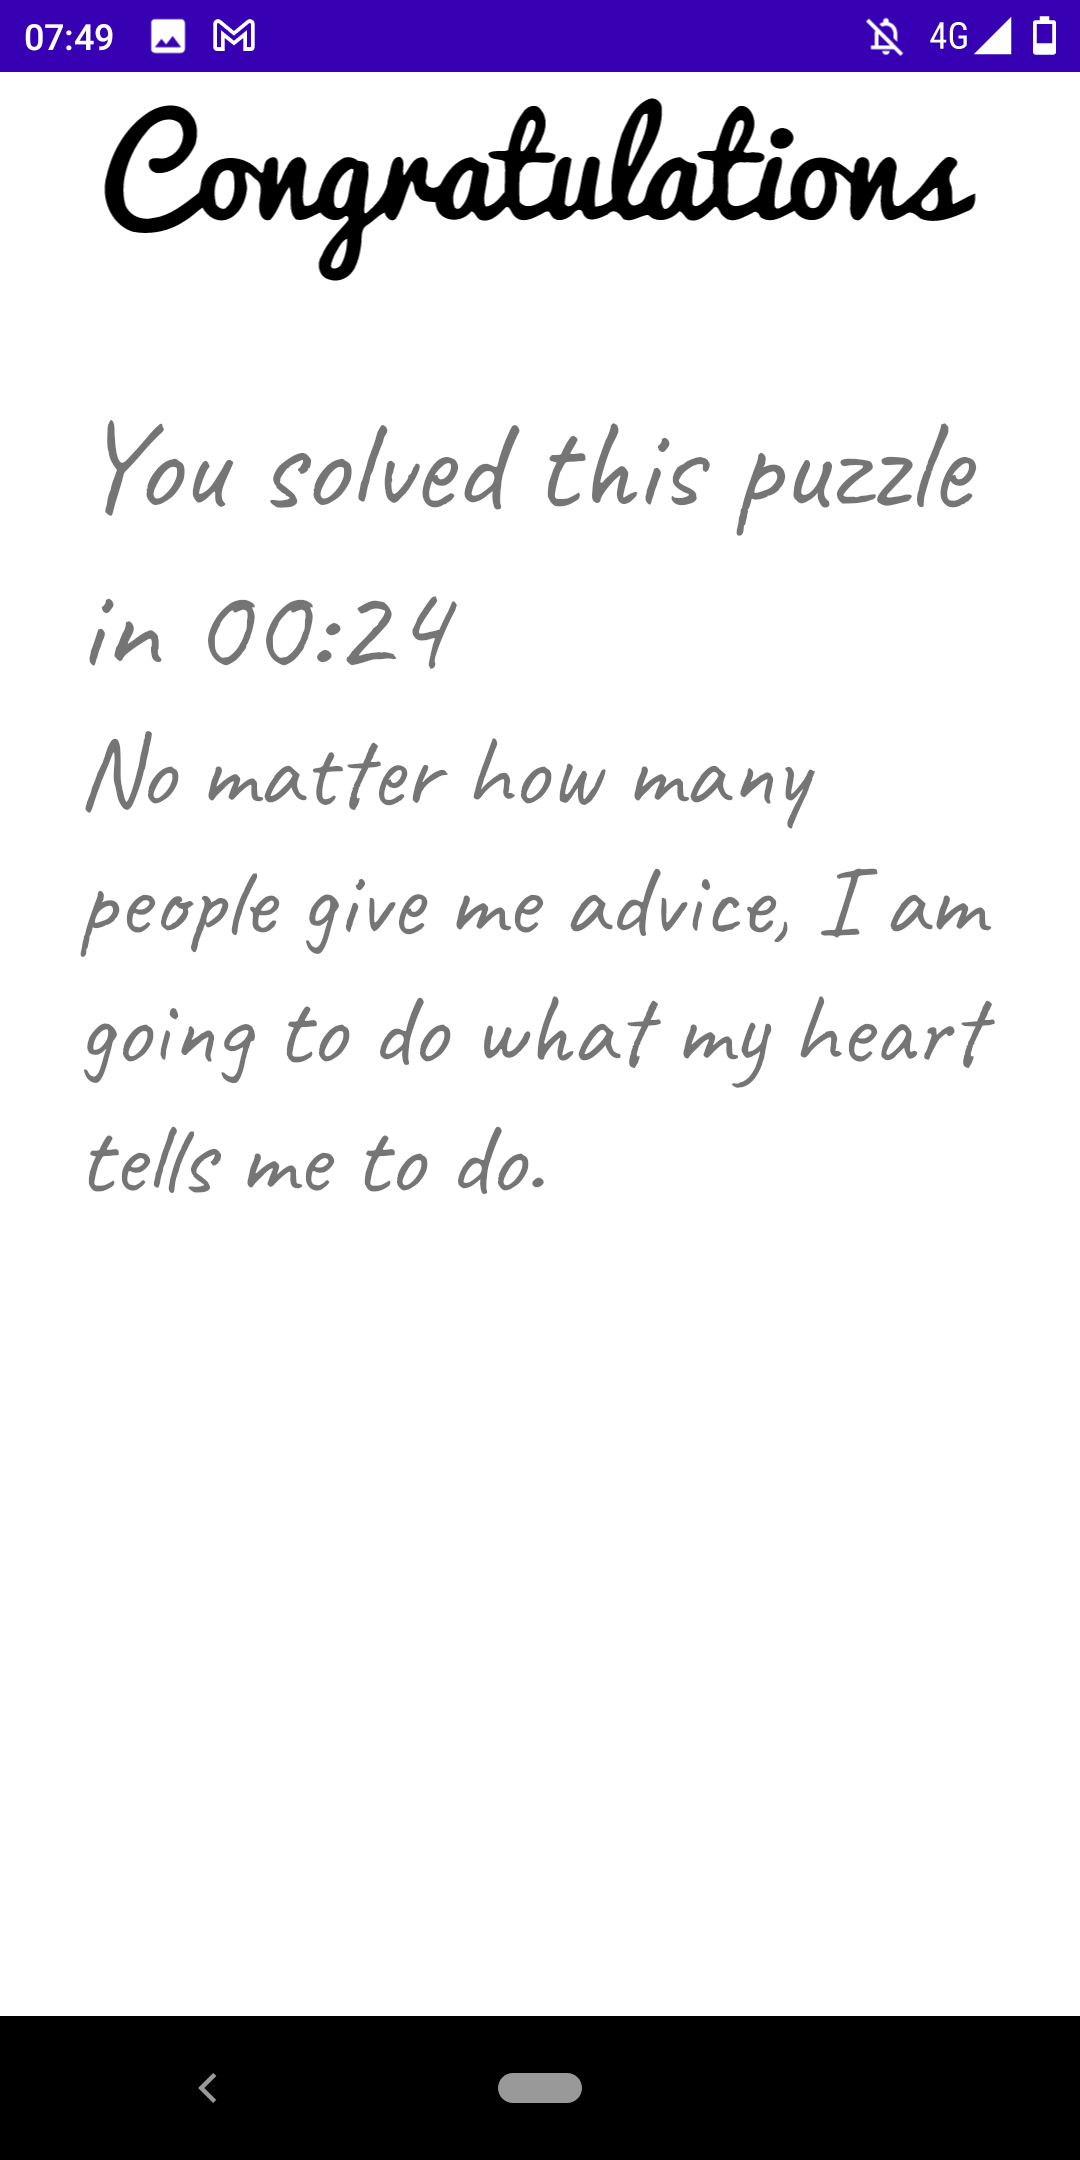 07:49 4G
Congratulations
You solved this puzzle
in 00:24
No matter how many
people give me advice, I am
going to do what my heart
tells me to do.